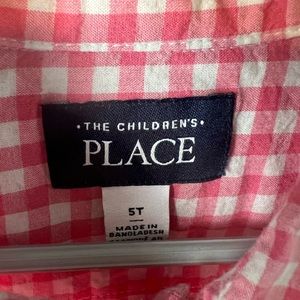 • THE CHILDREN'S •
PLACE
5T
MADE IN
BANGLADESH